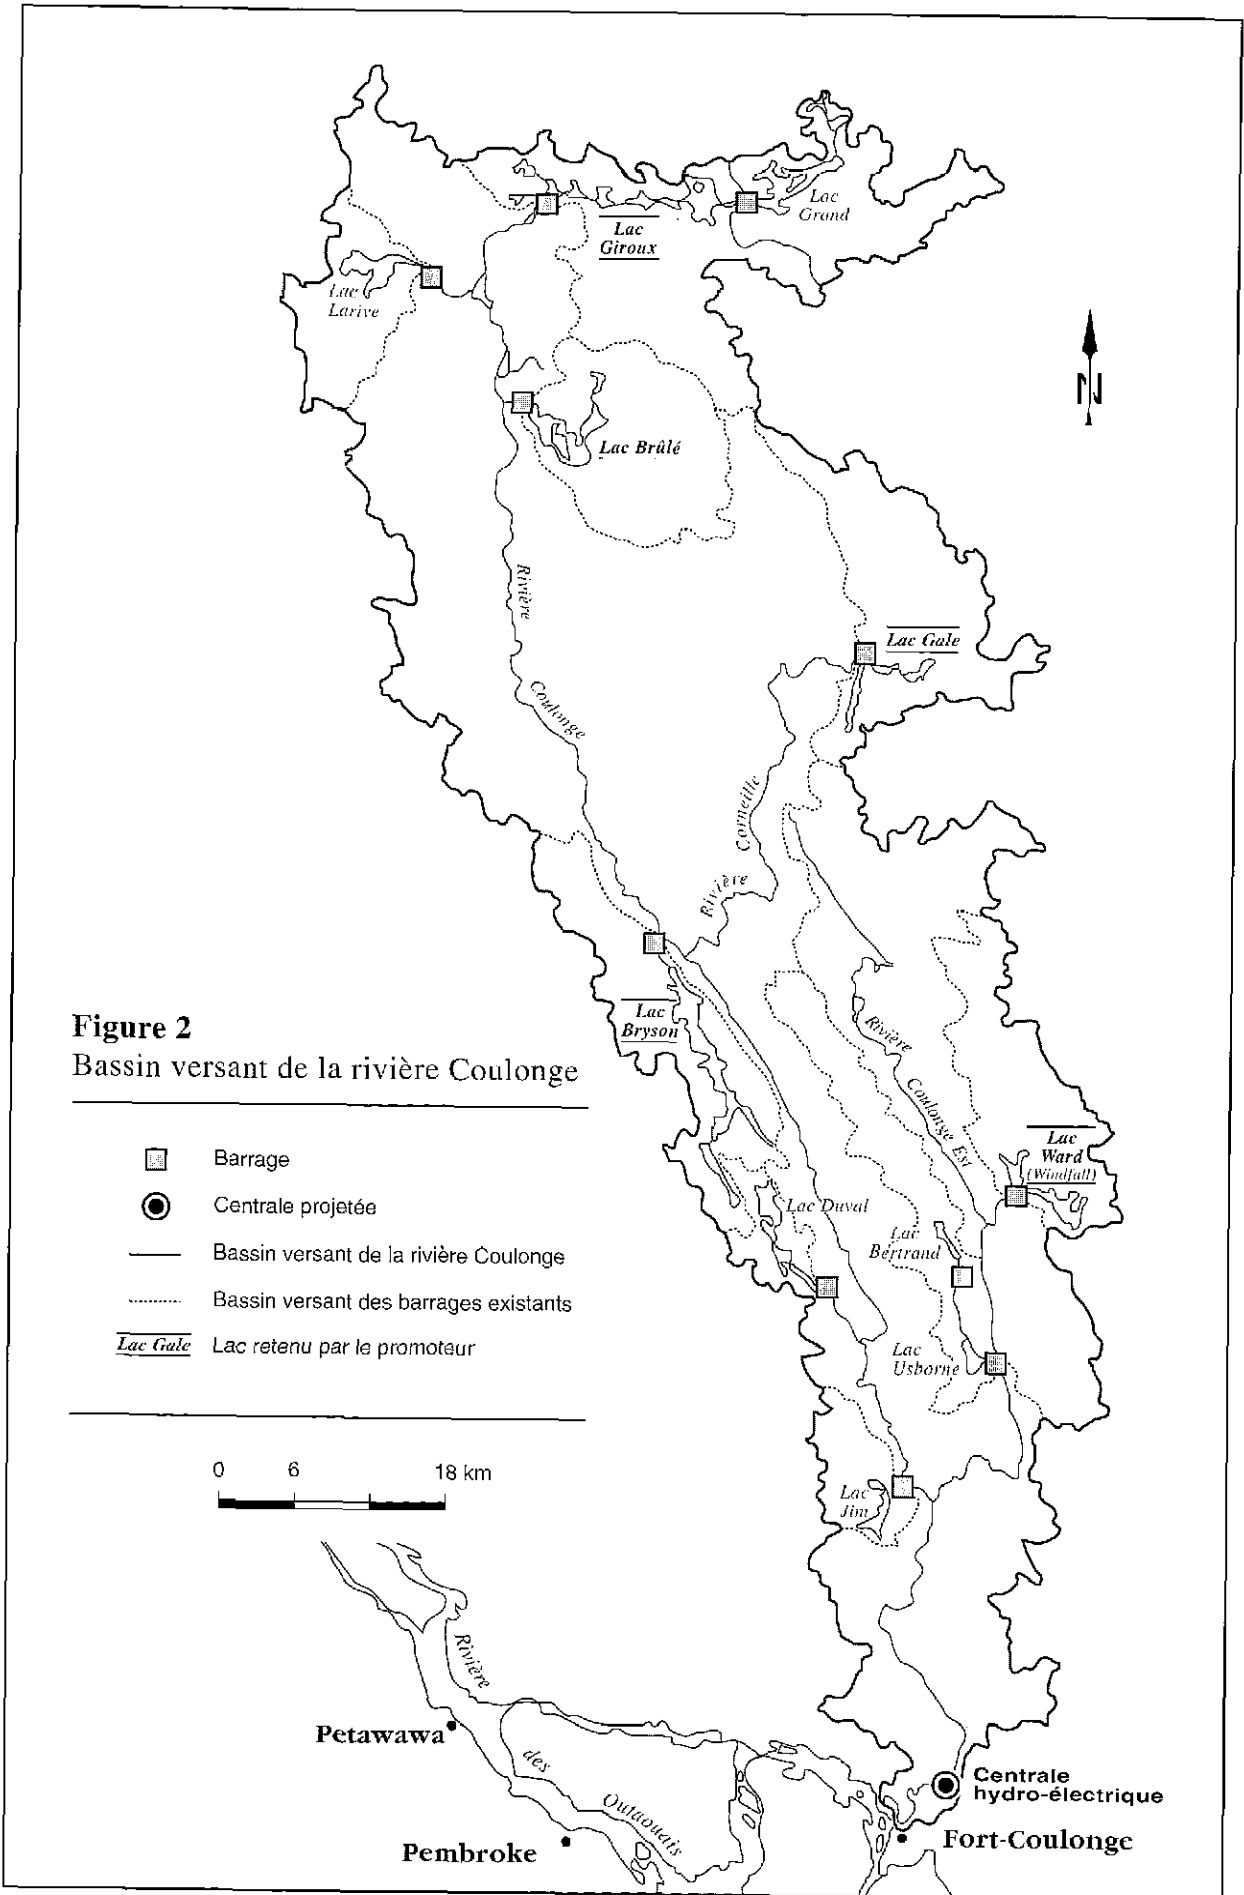 Lac
Grand
Lac
Giroux
Lac
Larive
N
Lac Brûlé
Rivière
Coulonge
Lac Gale
Rivière
Corneille
Lac
Bryson
Figure 2
Bassin versant de la rivière Coulonge
Rivière
Coulonge Est
Lac
Ward
(Windfall)
Barrage
Centrale projetée
Bassin versant de la rivière Coulonge
Bassin versant des barrages existants
Lac Gale
Lac retenu par le promoteur
Lac Duval
Lac
Bertrand
Lac
Usborne
0 6 18 km
Lac
Jim
Rivière
des
Outaouais
Petawawa
Pembroke
Centrale
hydro-électrique
Fort-Coulonge